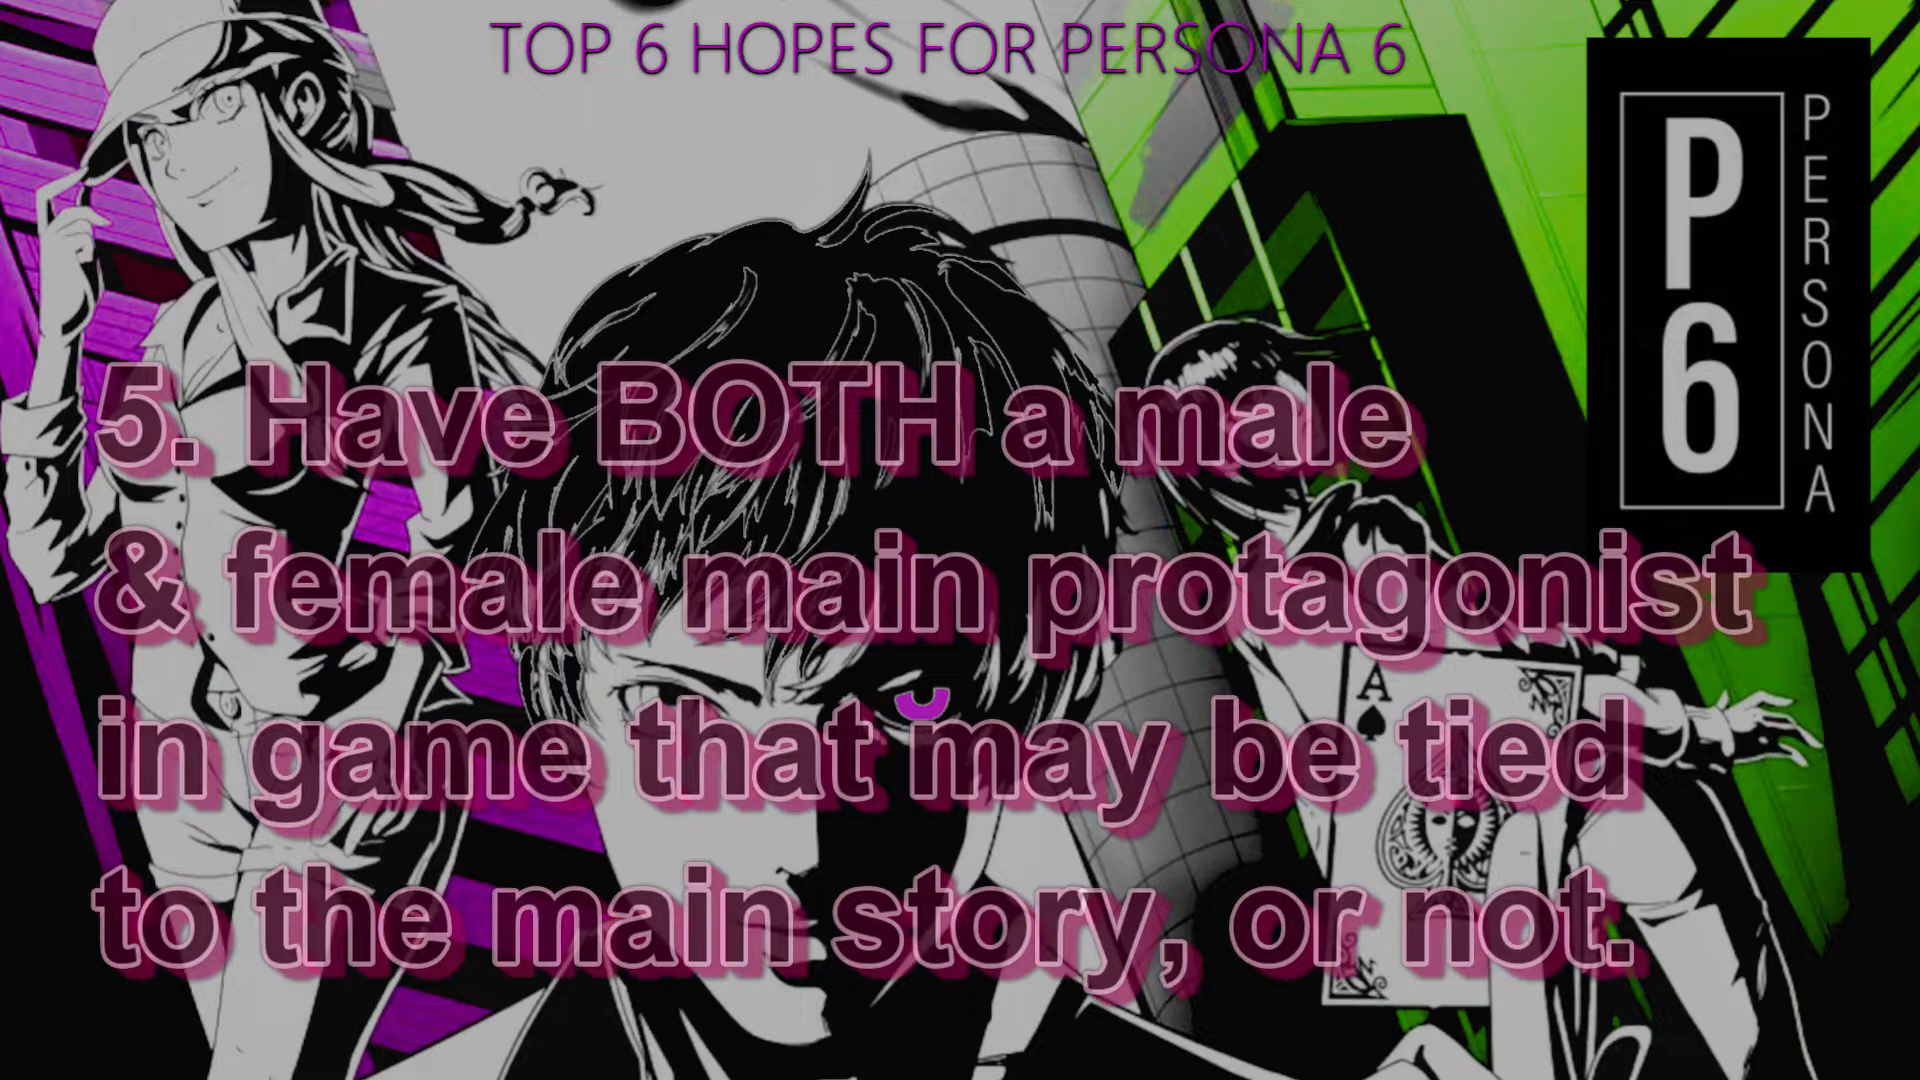 TOP 6 HOPES FOR PERSONA 6
P6
PERSONA
5. Have BOTH a male
& female main protagonist
in game that may be tied
to the main story, or not.
A